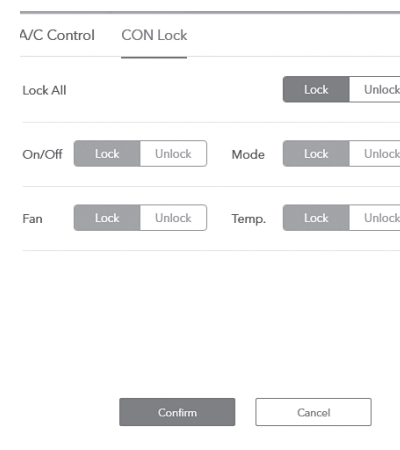 A/C Control CON Lock
Lock All Lock Unlock
On/Off Lock Unlock Mode Lock Unlock
Fan Lock Unlock Temp. Lock Unlock
Confirm Cancel